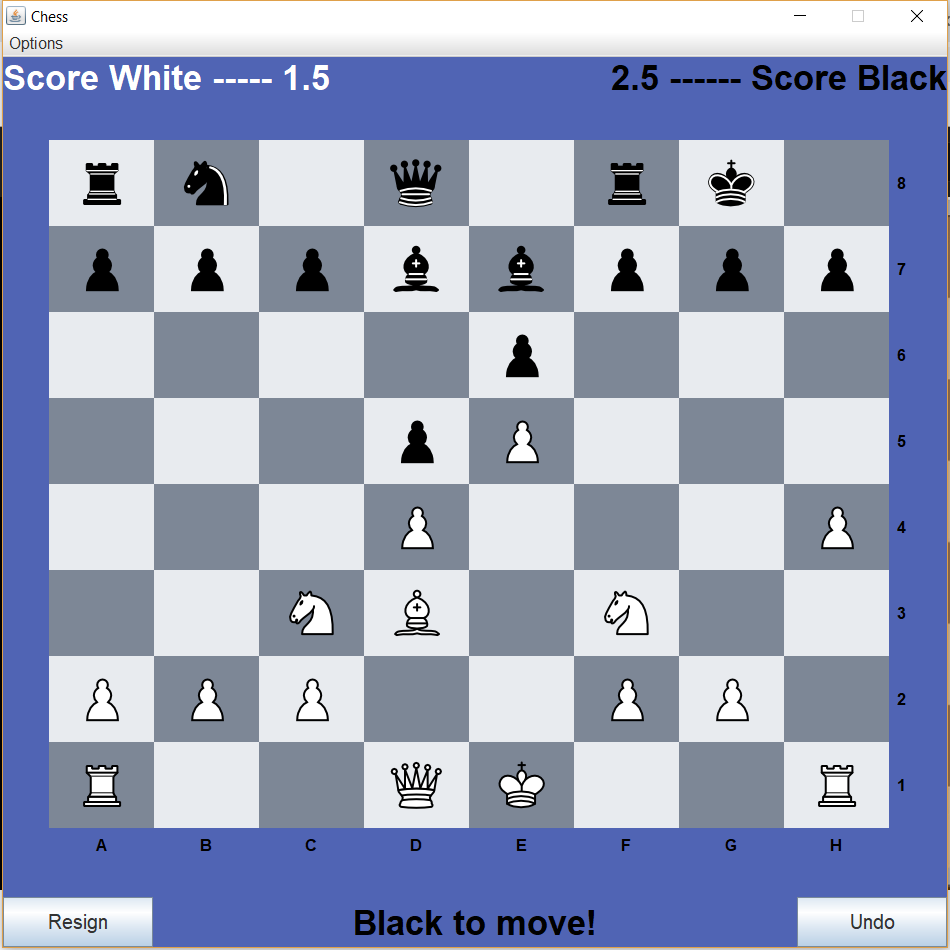 Chess
Options
Score White ----- 1.5
2.5 ------ Score Black
8
7
6
5
4
3
2
1
A B C D E F G H
Resign
Black to move!
Undo